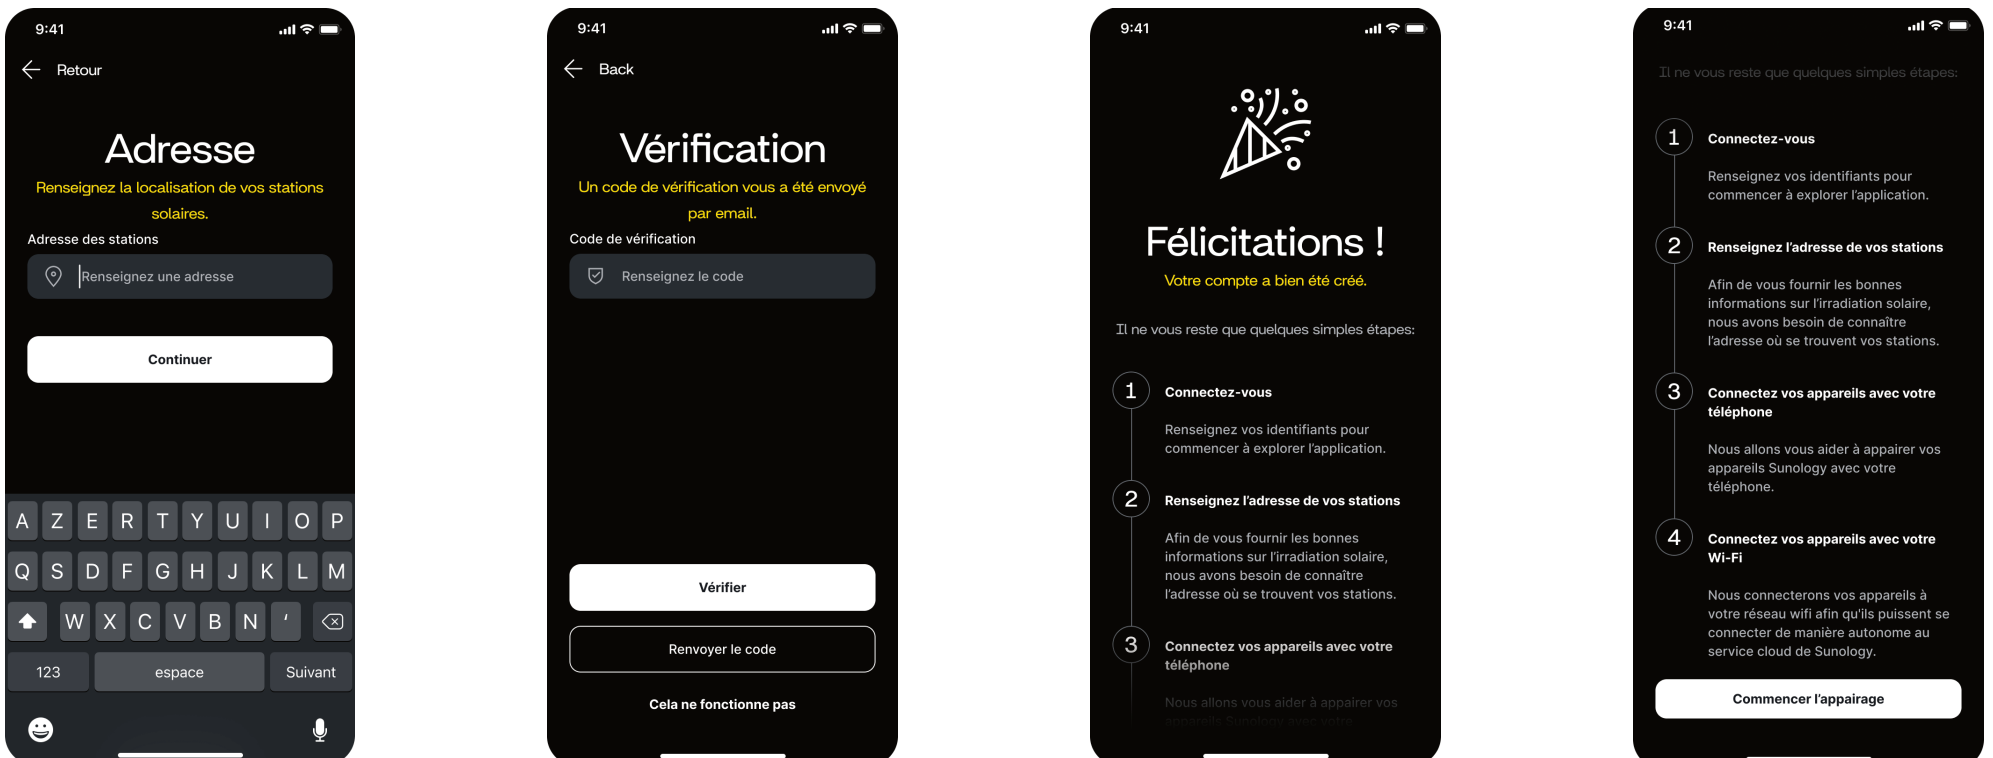 9:41
Retour
Adresse
Renseignez la localisation de vos stations
solaires.
Adresse des stations
Renseignez une adresse
Continuer
A Z E R T Y U I O P
Q S D F G H J K L M
W X C V B N '
123 espace Suivant
9:41
Back
Vérification
Un code de vérification vous a été envoyé
par email.
Code de vérification
Renseignez le code
Vérifier
Renvoyer le code
Cela ne fonctionne pas
9:41
Félicitations !
Votre compte a bien été créé.
Il ne vous reste que quelques simples étapes:
1 Connectez-vous
Renseignez vos identifiants pour
commencer à explorer l'application.
2 Renseignez l'adresse de vos stations
Afin de vous fournir les bonnes
informations sur l'irradiation solaire,
nous avons besoin de connaître
l'adresse où se trouvent vos stations.
3 Connectez vos appareils avec votre
téléphone
Nous allons vous aider à appairer vos
appareils Sunology avec votre
9:41
Il ne vous reste que quelques simples étapes:
1 Connectez-vous
Renseignez vos identifiants pour
commencer à explorer l'application.
2 Renseignez l'adresse de vos stations
Afin de vous fournir les bonnes
informations sur l'irradiation solaire,
nous avons besoin de connaître
l'adresse où se trouvent vos stations.
3 Connectez vos appareils avec votre
téléphone
Nous allons vous aider à appairer vos
appareils Sunology avec votre
téléphone.
4 Connectez vos appareils avec votre
Wi-Fi
Nous connecterons vos appareils à
votre réseau wifi afin qu'ils puissent se
connecter de manière autonome au
service cloud de Sunology.
Commencer l'appairage